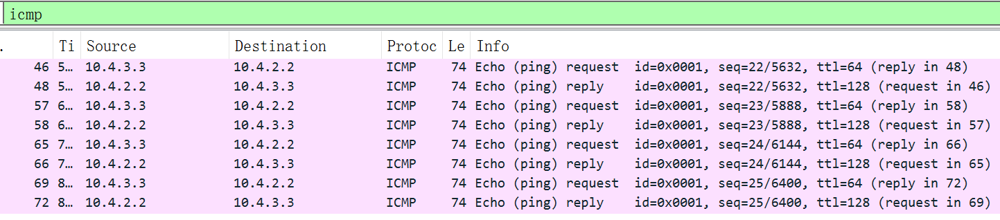 icmp
. Ti Source Destination Protoc Le Info
46 5… 10.4.3.3 10.4.2.2 ICMP 74 Echo (ping) request id=0x0001, seq=22/5632, ttl=64 (reply in 48)
48 5… 10.4.2.2 10.4.3.3 ICMP 74 Echo (ping) reply id=0x0001, seq=22/5632, ttl=128 (request in 46)
57 6… 10.4.3.3 10.4.2.2 ICMP 74 Echo (ping) request id=0x0001, seq=23/5888, ttl=64 (reply in 58)
58 6… 10.4.2.2 10.4.3.3 ICMP 74 Echo (ping) reply id=0x0001, seq=23/5888, ttl=128 (request in 57)
65 7… 10.4.3.3 10.4.2.2 ICMP 74 Echo (ping) request id=0x0001, seq=24/6144, ttl=64 (reply in 66)
66 7… 10.4.2.2 10.4.3.3 ICMP 74 Echo (ping) reply id=0x0001, seq=24/6144, ttl=128 (request in 65)
69 8… 10.4.3.3 10.4.2.2 ICMP 74 Echo (ping) request id=0x0001, seq=25/6400, ttl=64 (reply in 72)
72 8… 10.4.2.2 10.4.3.3 ICMP 74 Echo (ping) reply id=0x0001, seq=25/6400, ttl=128 (request in 69)